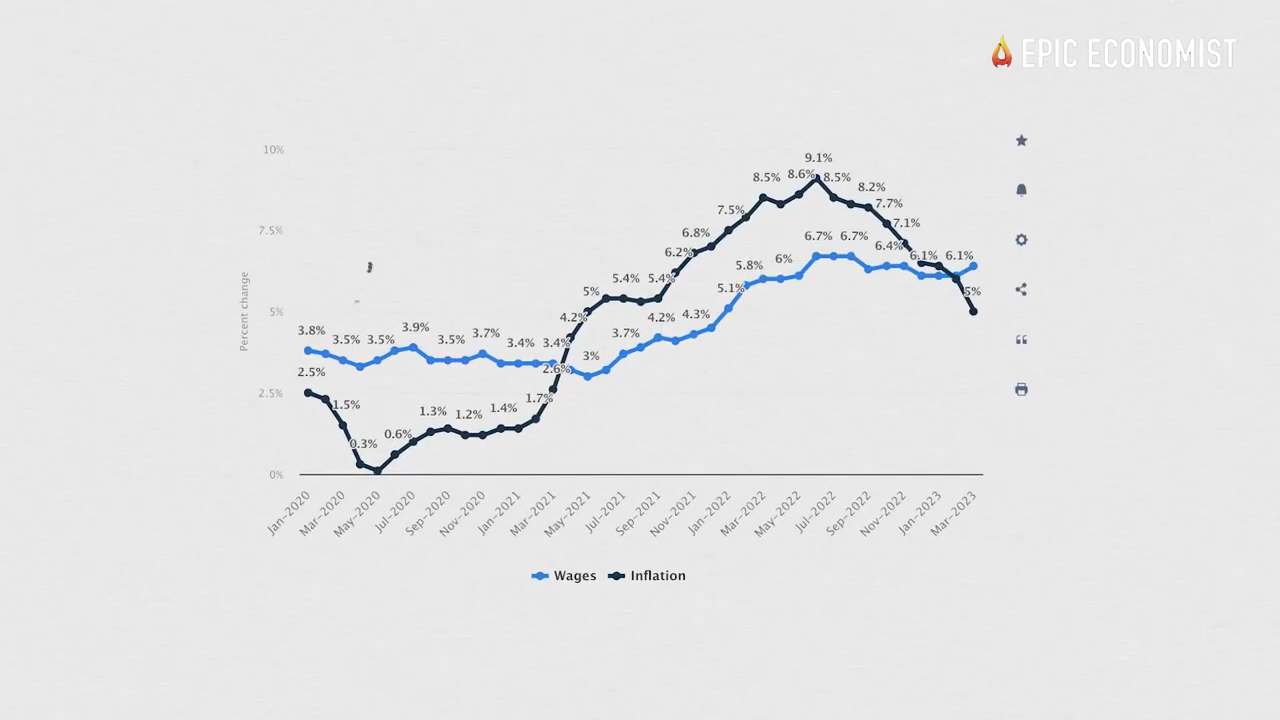 EPIC ECONOMIST
10%
7.5%
5%
2.5%
0%
Percent change
3.8%
3.5%
3.5%
3.9%
3.5%
3.7%
3.4%
3.4%
3%
3.7%
4.2%
4.3%
5.1%
5.8%
6%
6.7%
6.7%
6.4%
6.1%
6.1%
2.5%
1.5%
0.3%
0.6%
1.3%
1.2%
1.4%
1.7%
2.6%
4.2%
5%
5.4%
5.4%
6.2%
6.8%
7.5%
8.5%
8.6%
9.1%
8.5%
8.2%
7.7%
7.1%
5%
Jan-2020
Mar-2020
May-2020
Jul-2020
Sep-2020
Nov-2020
Jan-2021
Mar-2021
May-2021
Jul-2021
Sep-2021
Nov-2021
Jan-2022
Mar-2022
May-2022
Jul-2022
Sep-2022
Nov-2022
Jan-2023
Mar-2023
Wages Inflation